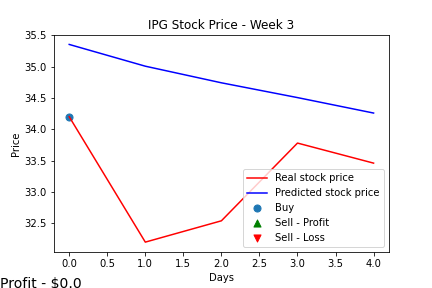 IPG Stock Price - Week 3
35.5
35.0
34.5
34.0
33.5
33.0
32.5
Price
Real stock price
Predicted stock price
Buy
Sell - Profit
Sell - Loss
0.0 0.5 1.0 1.5 2.0 2.5 3.0 3.5 4.0
Days
Profit - $0.0